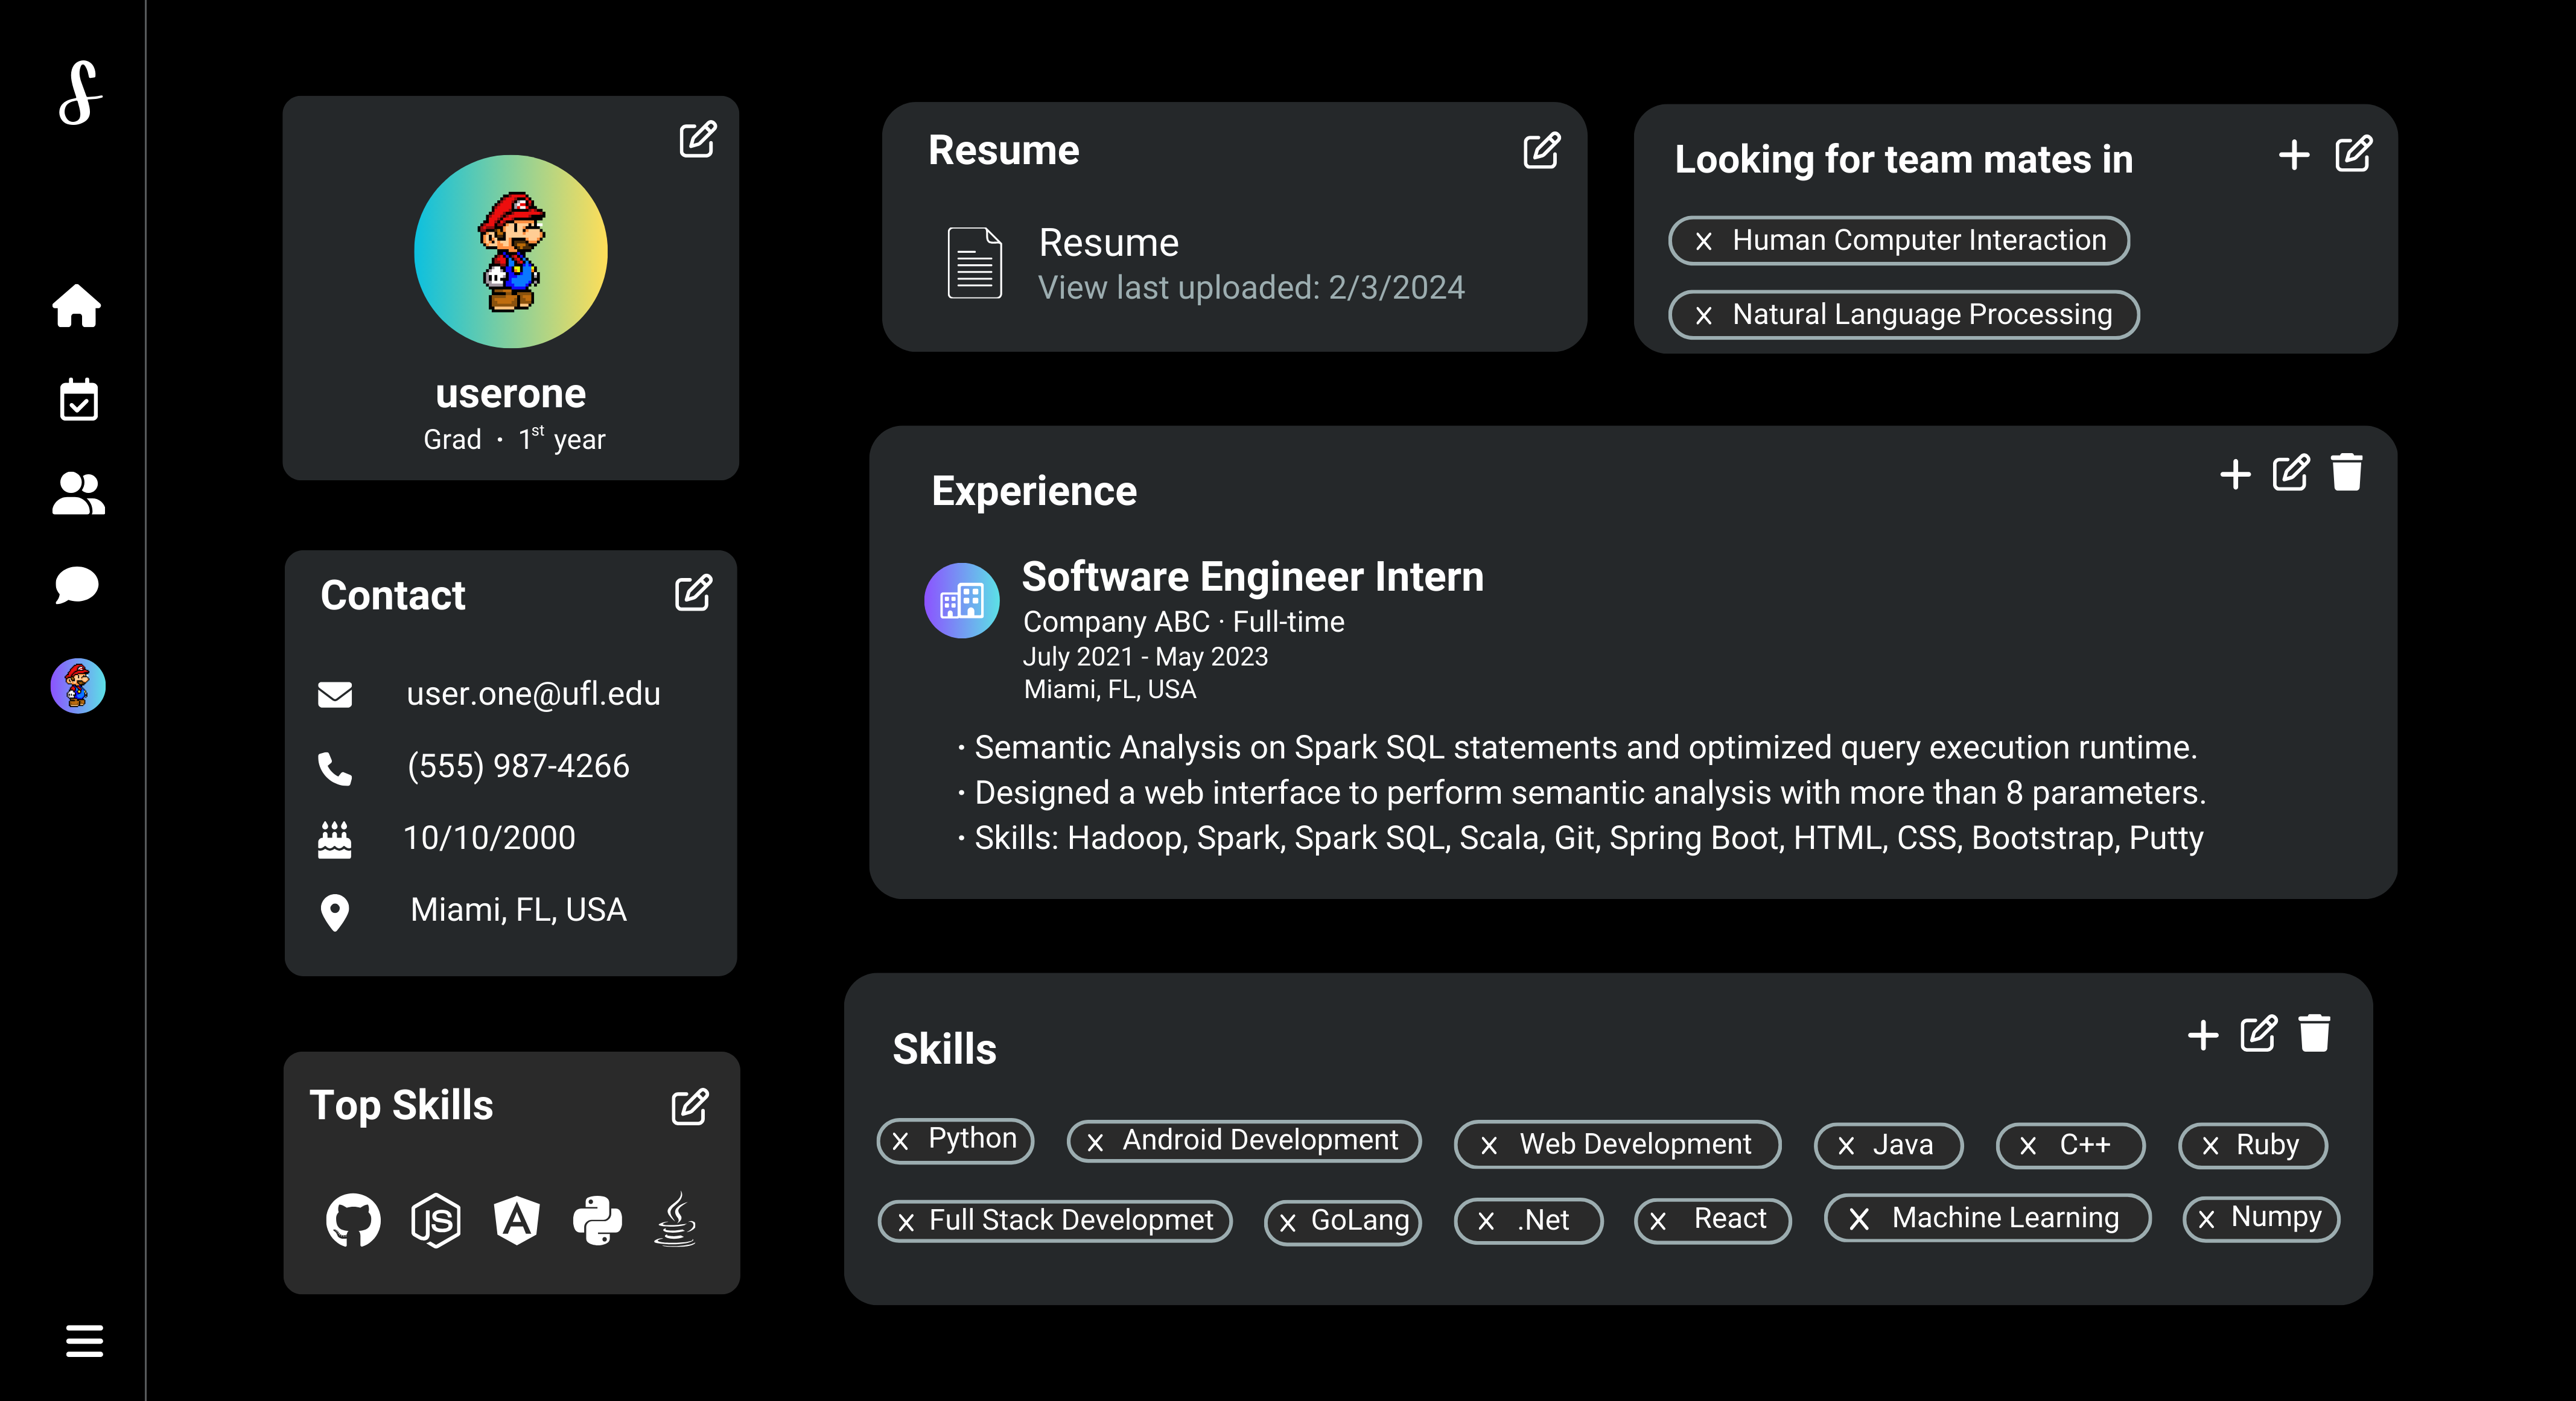 userone
Grad · 1st year
Contact
user.one@ufl.edu
(555) 987-4266
10/10/2000
Miami, FL, USA
Top Skills
JS
A
Resume
Resume
View last uploaded: 2/3/2024
Looking for team mates in
x Human Computer Interaction
x Natural Language Processing
Experience
Software Engineer Intern
Company ABC · Full-time
July 2021 - May 2023
Miami, FL, USA
· Semantic Analysis on Spark SQL statements and optimized query execution runtime.
· Designed a web interface to perform semantic analysis with more than 8 parameters.
· Skills: Hadoop, Spark, Spark SQL, Scala, Git, Spring Boot, HTML, CSS, Bootstrap, Putty
Skills
x Python x Android Development x Web Development x Java x C++ x Ruby
x Full Stack Developmet x GoLang x .Net x React x Machine Learning x Numpy